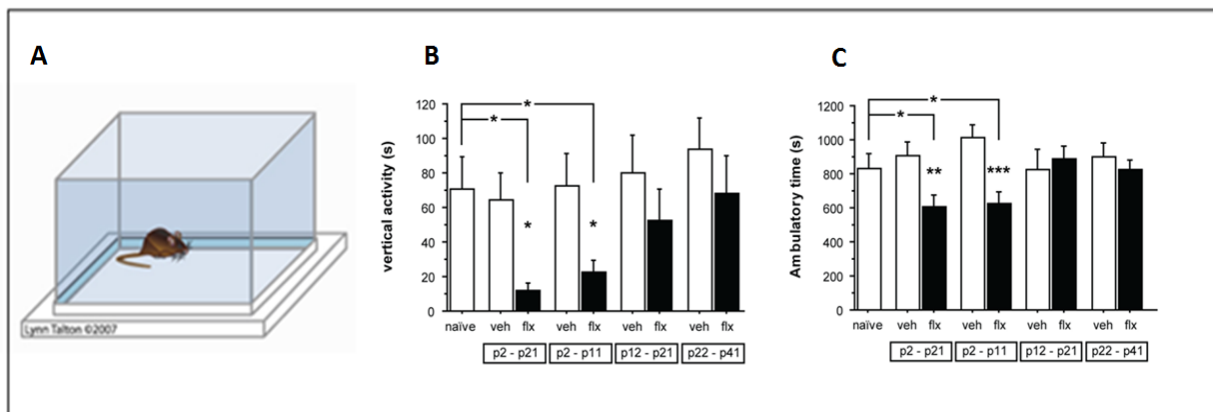 A
Lynn Talton ©2007
B
vertical activity (s)
120
100
80
60
40
20
0
* 
*
*
*
naïve veh flx veh flx veh flx veh flx
p2 - p21 p2 - p11 p12 - p21 p22 - p41
C
Ambulatory time (s)
1200
1000
800
600
400
200
0
*
*
** ***
naïve veh flx veh flx veh flx veh flx
p2 - p21 p2 - p11 p12 - p21 p22 - p41